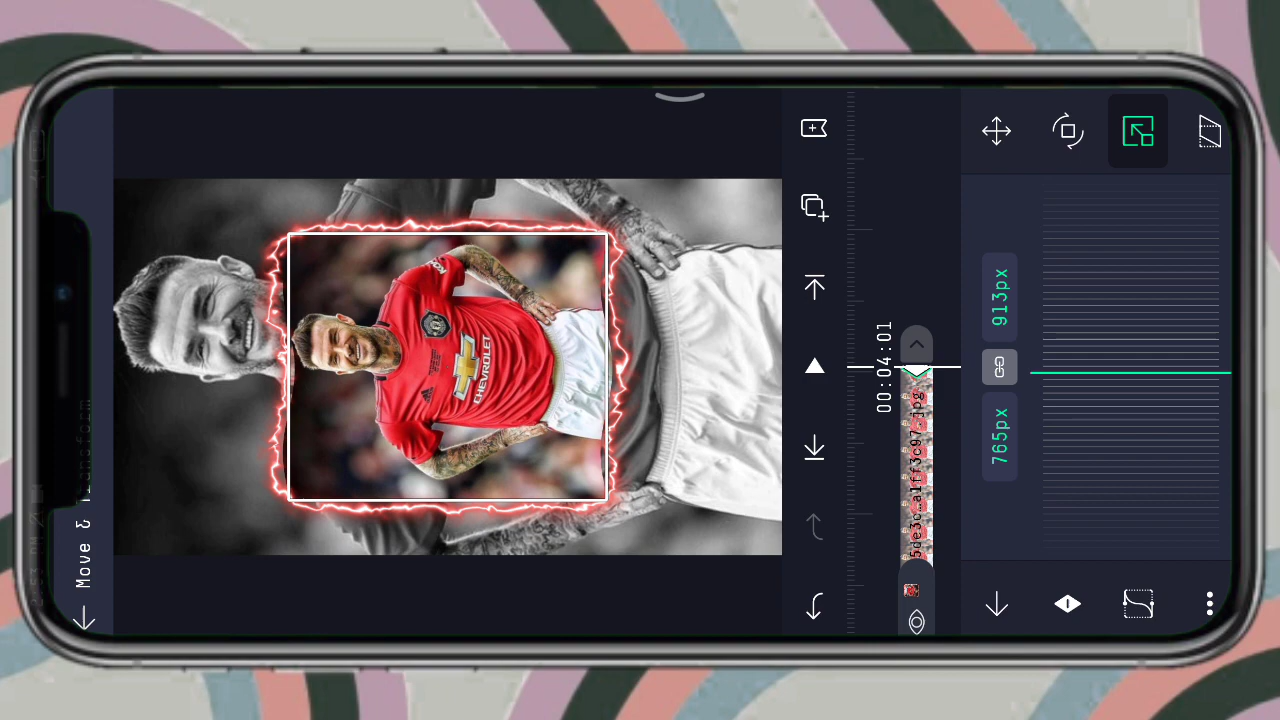 Move & Transform
CHEVROLET
00:04:01
913px
765px